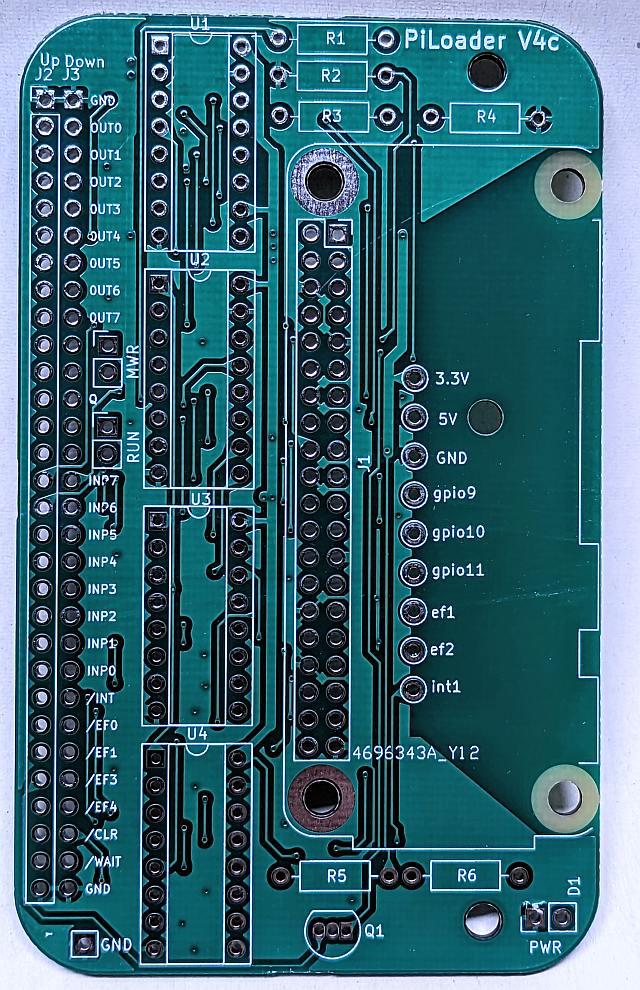 U1
R1
PiLoader V4c
R2
Up Down
J2 J3
R3
R4
GND
OUT0
OUT1
OUT2
OUT3
OUT4
OUT5
OUT6
OUT7
U2
MWR
3.3V
Q
5V
RUN
J1
GND
INP7
gpio9
INP6
U3
INP5
gpio10
INP4
gpio11
INP3
INP2
ef1
INP1
ef2
INP0
int1
/INT
/EF0
U4
/EF1
4696343A_Y12
/EF3
/EF4
/CLR
/WAIT
R5
R6
GND
D1
Q1
GND
PWR